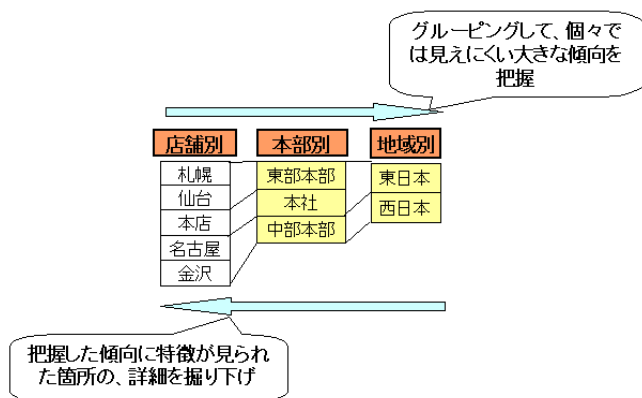 グルーピングして、個々で
は見えにくい大きな傾向を
把握
店舗別
本部別
地域別
札幌
仙台
本店
名古屋
金沢
東部本部
本社
中部本部
東日本
西日本
把握した傾向に特徴が見られ
た箇所の、詳細を掘り下げ